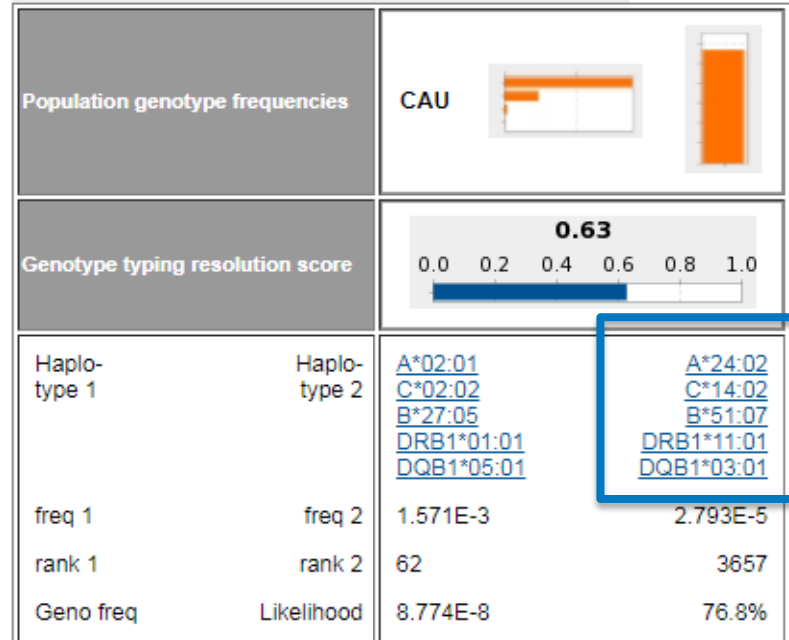 Population genotype frequencies
CAU
Genotype typing resolution score
0.63
0.0 0.2 0.4 0.6 0.8 1.0
Haplo-
type 1
Haplo-
type 2
A*02:01
C*02:02
B*27:05
DRB1*01:01
DQB1*05:01
A*24:02
C*14:02
B*51:07
DRB1*11:01
DQB1*03:01
freq 1 freq 2 1.571E-3 2.793E-5
rank 1 rank 2 62 3657
Geno freq Likelihood 8.774E-8 76.8%